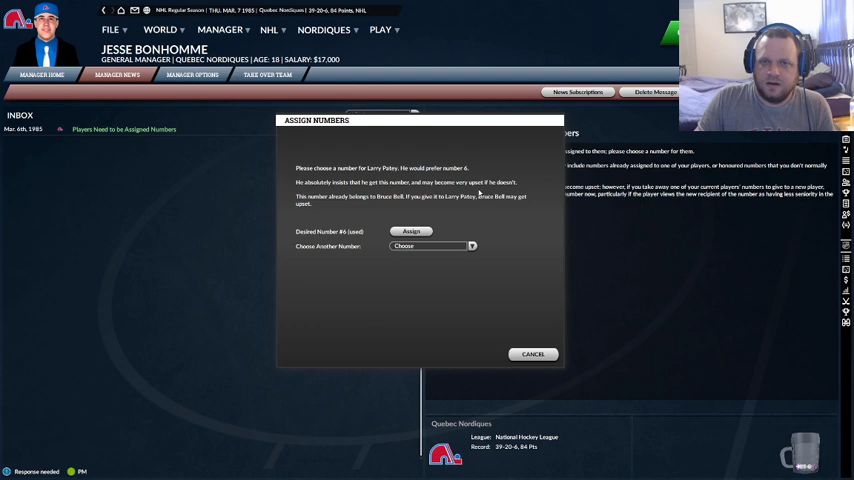 NHL Regular Season | THU. MAR. 7 1985 | Quebec Nordiques | 39-20-6, 84 Points, NHL
FILE WORLD MANAGER NHL NORDIQUES PLAY
JESSE BONHOMME
GENERAL MANAGER | QUEBEC NORDIQUES | AGE: 18 | SALARY: $17,000
MANAGER HOME MANAGER NEWS MANAGER OPTIONS TAKE OVER TEAM
News Subscriptions Delete Message
INBOX
Mar. 6th, 1985 Players Need to be Assigned Numbers
ASSIGN NUMBERS
Please choose a number for Larry Patey. He would prefer number 6.
He absolutely insists that he get this number, and may become very upset if he doesn't.
This number already belongs to Bruce Bell. If you give it to Larry Patey, Bruce Bell may get
upset.
Desired Number #6 (used) Assign
Choose Another Number: Choose
CANCEL
bers
assigned to them; please choose a number for them.
include numbers already assigned to one of your players, or honoured numbers that you don't normally
become upset; however, if you take away one of your current players' numbers to give to a new player,
number now, particularly if the player views the new recipient of the number as having less seniority in the
Quebec Nordiques
League: National Hockey League
Record: 39-20-6, 84 Pts
Response needed PM